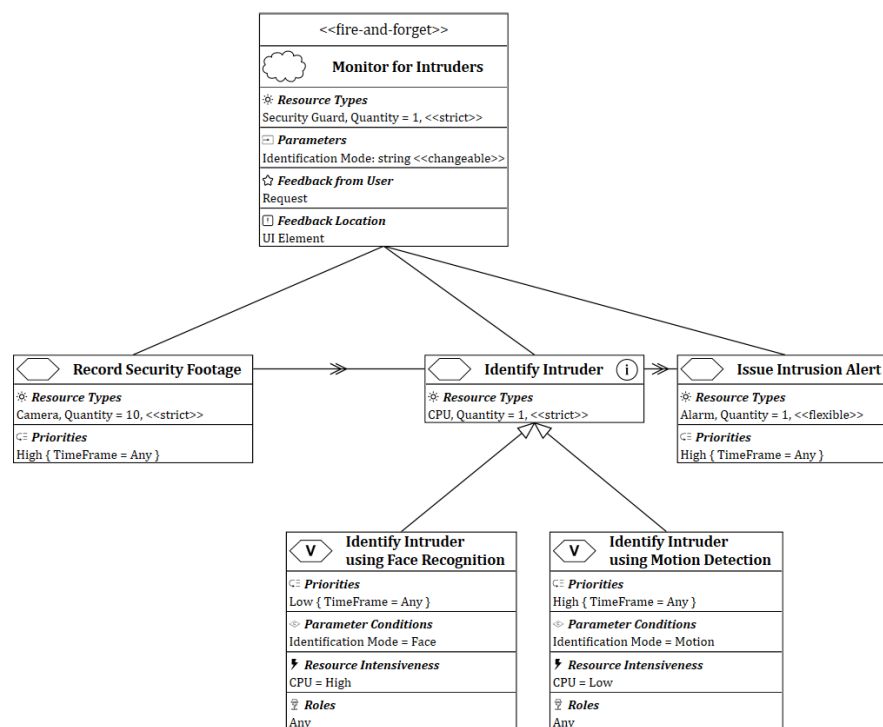 <<fire-and-forget>>
Monitor for Intruders
Resource Types
Security Guard, Quantity = 1, <<strict>>
Parameters
Identification Mode: string <<changeable>>
Feedback from User
Request
Feedback Location
UI Element
Record Security Footage
Resource Types
Camera, Quantity = 10, <<strict>>
Priorities
High { TimeFrame = Any }
Identify Intruder
i
Resource Types
CPU, Quantity = 1, <<strict>>
Issue Intrusion Alert
Resource Types
Alarm, Quantity = 1, <<flexible>>
Priorities
High { TimeFrame = Any }
V
Identify Intruder
using Face Recognition
Priorities
Low { TimeFrame = Any }
Parameter Conditions
Identification Mode = Face
Resource Intensiveness
CPU = High
Roles
Any
V
Identify Intruder
using Motion Detection
Priorities
High { TimeFrame = Any }
Parameter Conditions
Identification Mode = Motion
Resource Intensiveness
CPU = Low
Roles
Any